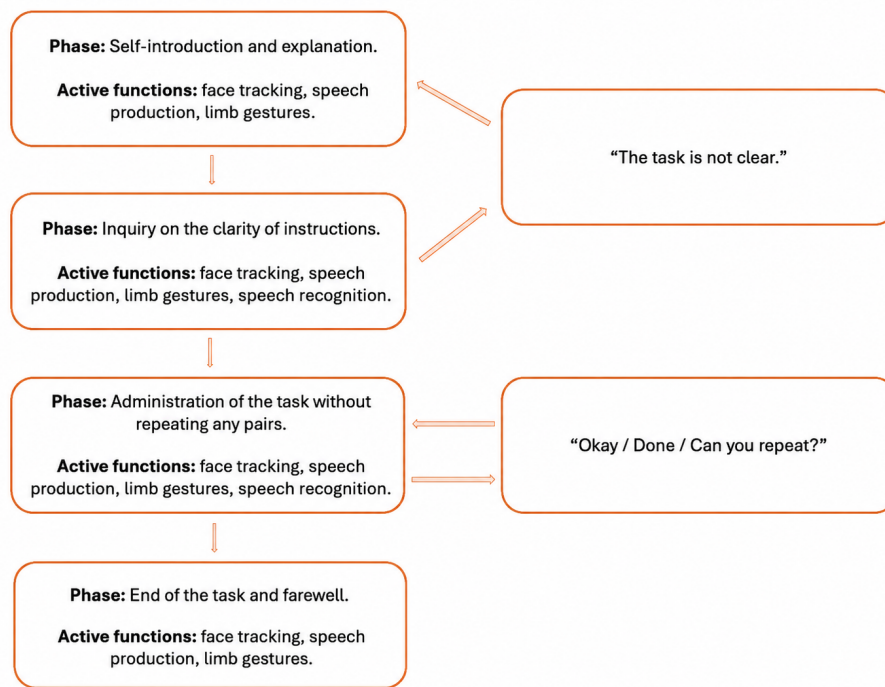 Phase: Self-introduction and explanation.
Active functions: face tracking, speech
production, limb gestures.
“The task is not clear.”
Phase: Inquiry on the clarity of instructions.
Active functions: face tracking, speech
production, limb gestures, speech recognition.
Phase: Administration of the task without
repeating any pairs.
Active functions: face tracking, speech
production, limb gestures, speech recognition.
“Okay / Done / Can you repeat?”
Phase: End of the task and farewell.
Active functions: face tracking, speech
production, limb gestures.